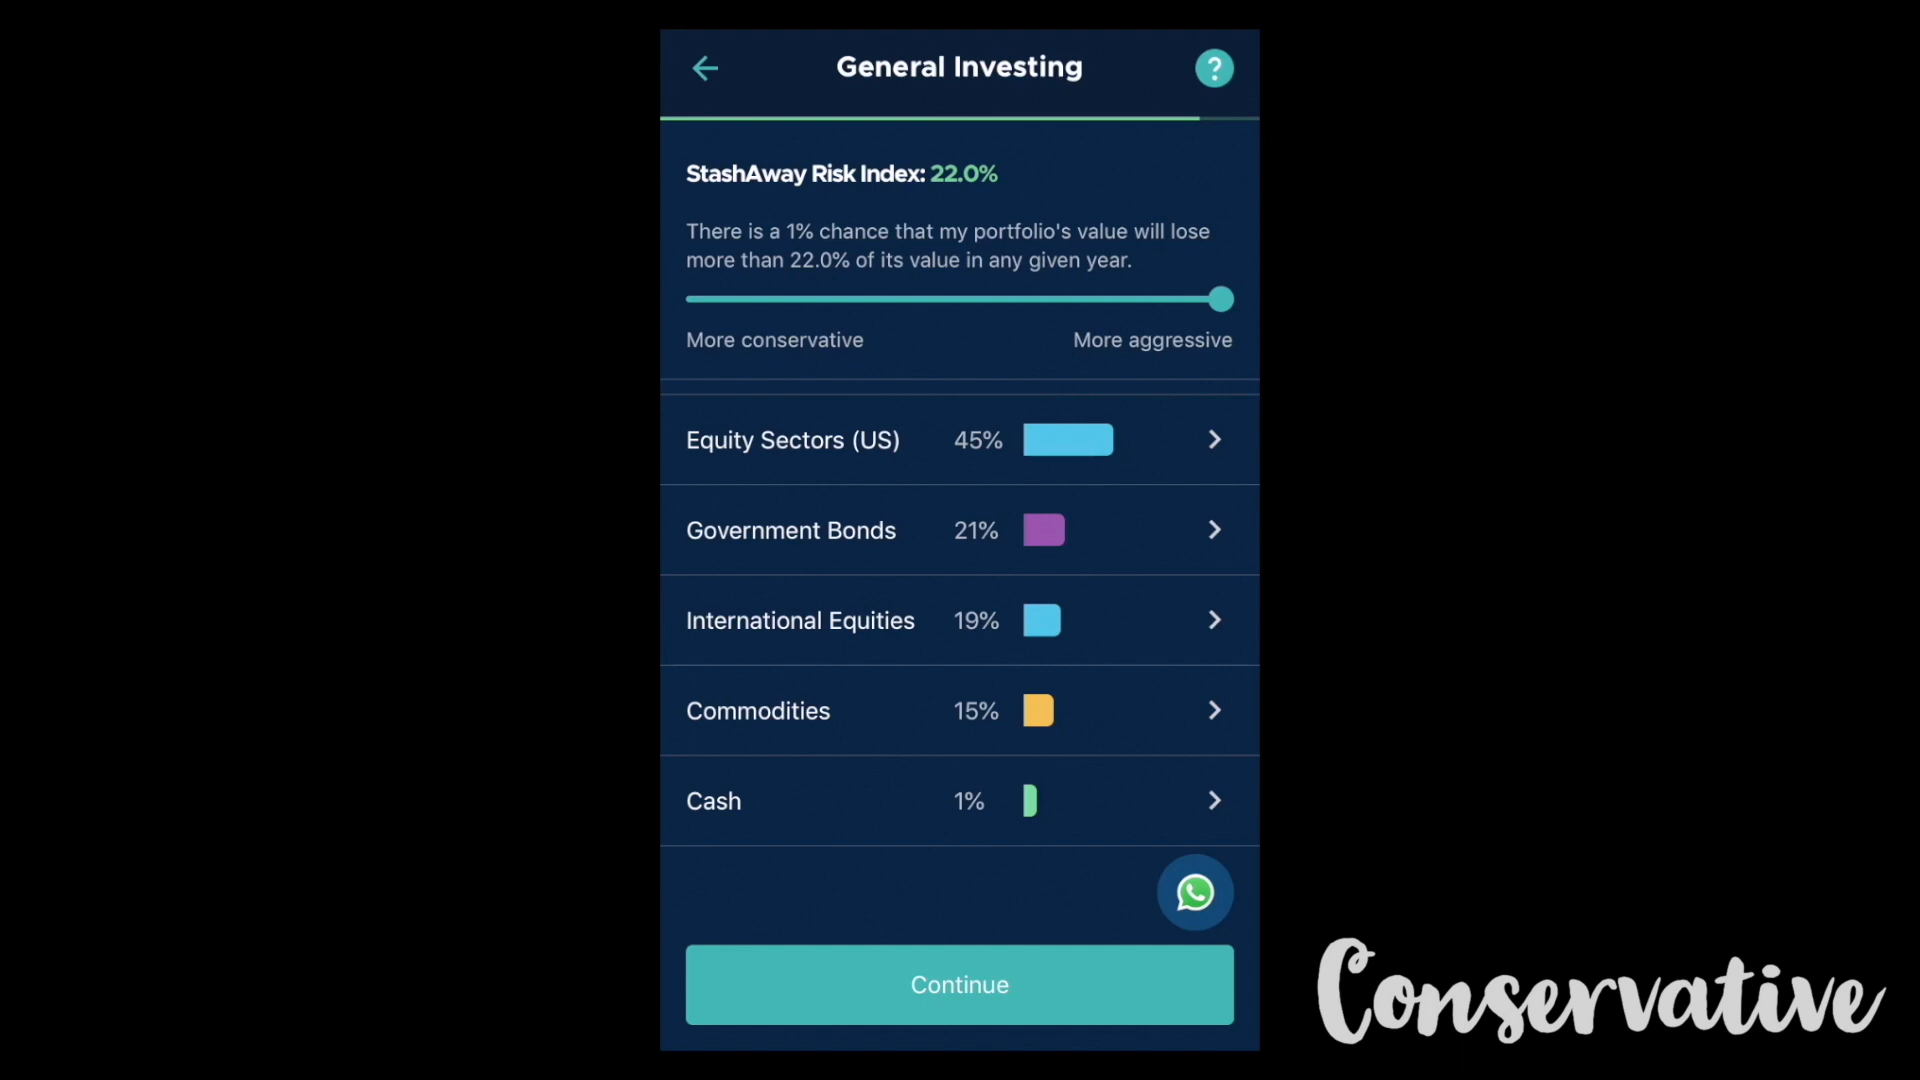 General Investing
?
StashAway Risk Index: 22.0%
There is a 1% chance that my portfolio's value will lose
more than 22.0% of its value in any given year.
More conservative More aggressive
Equity Sectors (US) 45%
Government Bonds 21%
International Equities 19%
Commodities 15%
Cash 1%
Continue
Conservative